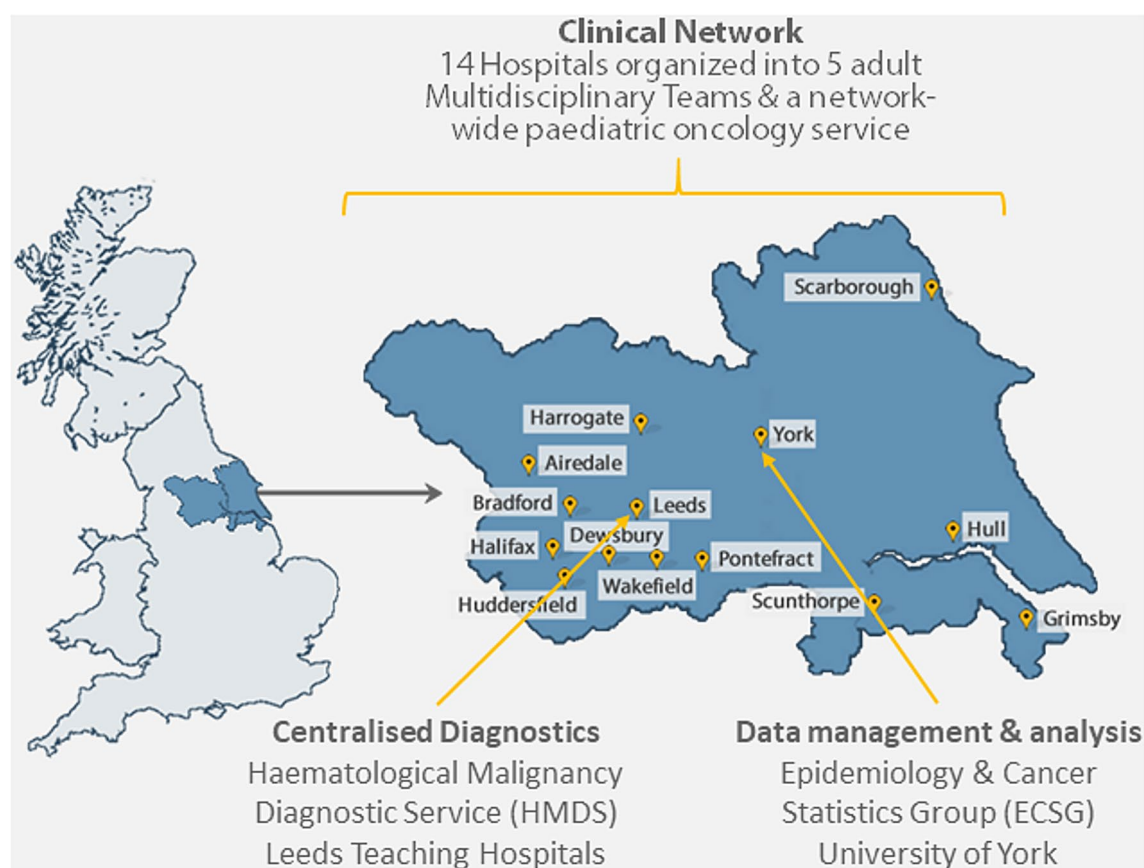 Clinical Network
14 Hospitals organized into 5 adult
Multidisciplinary Teams & a network-
wide paediatric oncology service
Scarborough
Harrogate
York
Airedale
Bradford
Leeds
Dewsbury
Halifax
Hull
Pontefract
Wakefield
Huddersfield
Scunthorpe
Grimsby
Centralised Diagnostics
Haematological Malignancy
Diagnostic Service (HMDS)
Leeds Teaching Hospitals
Data management & analysis
Epidemiology & Cancer
Statistics Group (ECSG)
University of York